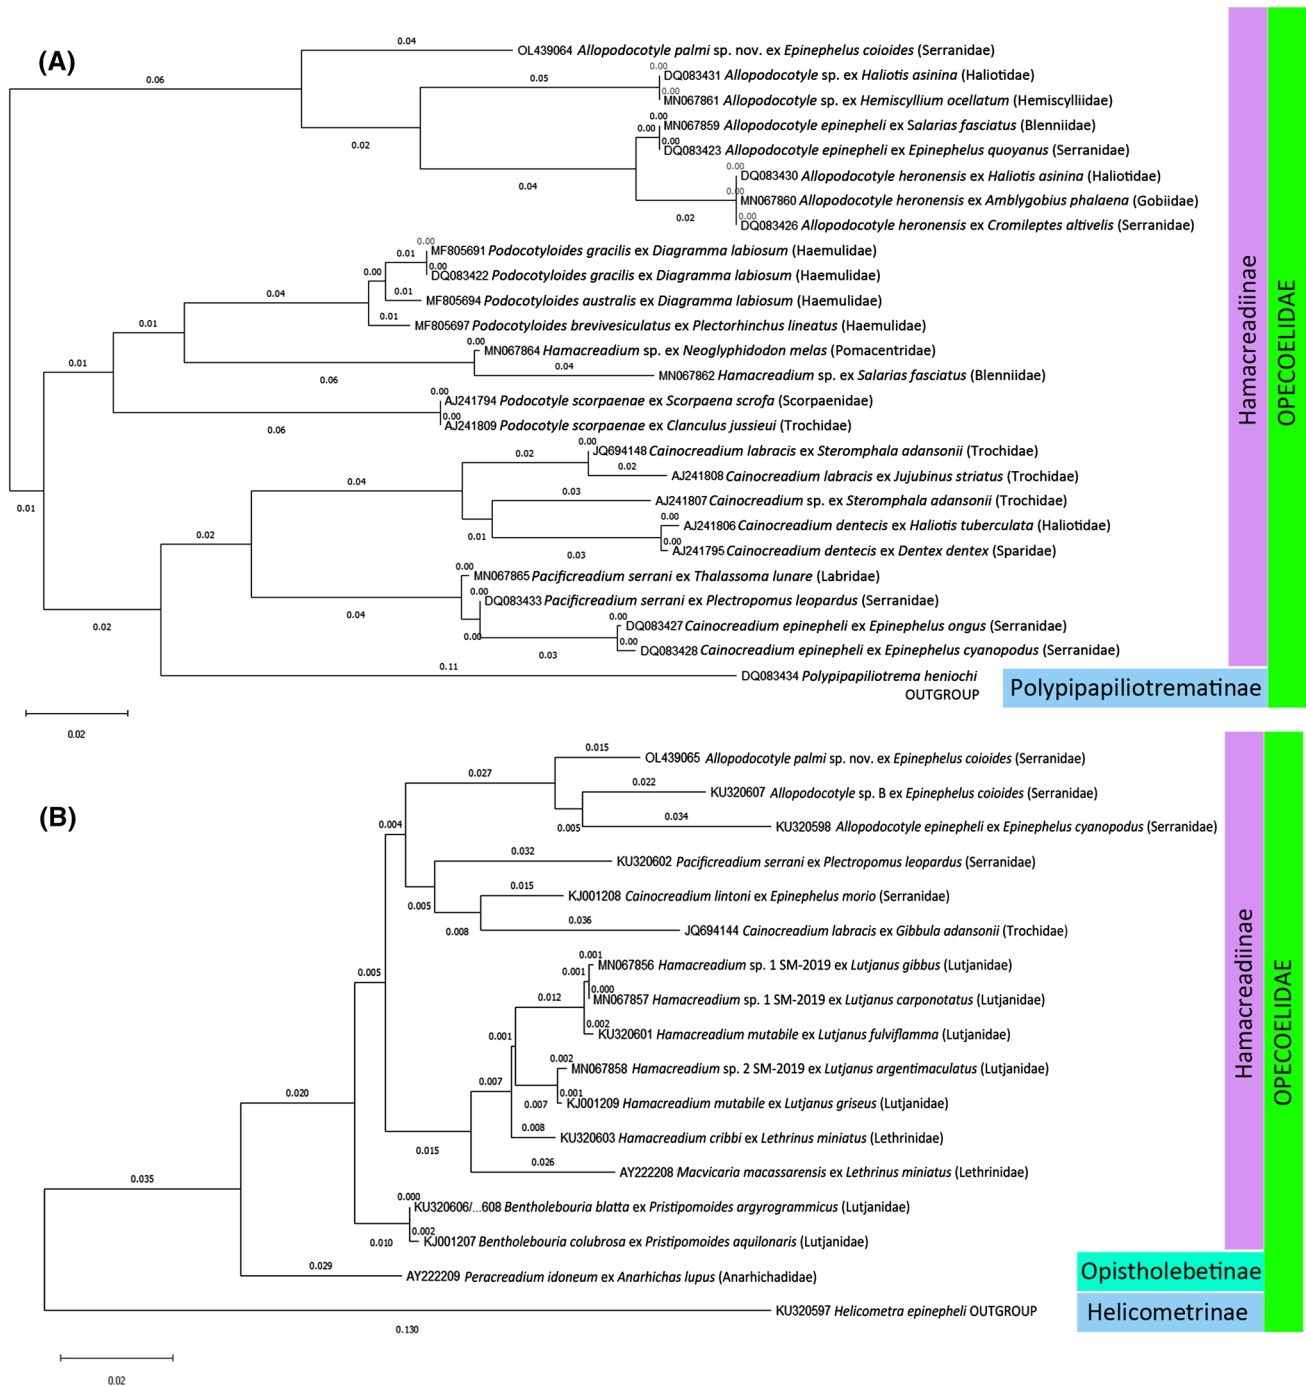 (A)
0.04
OL439064 Allopodocotyle palmi sp. nov. ex Epinephelus coioides (Serranidae)
0.06
0.00
DQ083431 Allopodocotyle sp. ex Haliotis asinina (Haliotidae)
0.05
0.00
MN067861 Allopodocotyle sp. ex Hemiscyllium ocellatum (Hemiscylliidae)
0.02
0.00
MN067859 Allopodocotyle epinepheli ex Salarias fasciatus (Blenniidae)
0.00
0.00
DQ083423 Allopodocotyle epinepheli ex Epinephelus quoyanus (Serranidae)
0.04
0.00
DQ083430 Allopodocotyle heronensis ex Haliotis asinina (Haliotidae)
0.00
MN067860 Allopodocotyle heronensis ex Amblygobius phalaena (Gobiidae)
0.02
0.00
DQ083426 Allopodocotyle heronensis ex Cromileptes altivelis (Serranidae)
0.00
MF805691 Podocotyloides gracilis ex Diagramma labiosum (Haemulidae)
0.01
0.00
0.00
DQ083422 Podocotyloides gracilis ex Diagramma labiosum (Haemulidae)
0.04
0.01
MF805694 Podocotyloides australis ex Diagramma labiosum (Haemulidae)
0.01
0.01
MF805697 Podocotyloides brevivesiculatus ex Plectorhinchus lineatus (Haemulidae)
0.00
MN067864 Hamacreadium sp. ex Neoglyphidodon melas (Pomacentridae)
0.01
0.06
0.04
MN067862 Hamacreadium sp. ex Salarias fasciatus (Blenniidae)
0.00
AJ241794 Podocotyle scorpaenae ex Scorpaena scrofa (Scorpaenidae)
0.06
0.00
AJ241809 Podocotyle scorpaenae ex Clanculus jussieui (Trochidae)
0.00
JQ694148 Cainocreadium labracis ex Steromphala adansonii (Trochidae)
0.02
0.02
AJ241808 Cainocreadium labracis ex Jujubinus striatus (Trochidae)
0.04
0.03
AJ241807 Cainocreadium sp. ex Steromphala adansonii (Trochidae)
0.01
0.00
AJ241806 Cainocreadium dentecis ex Haliotis tuberculata (Haliotidae)
0.02
0.01
0.00
AJ241795 Cainocreadium dentecis ex Dentex dentex (Sparidae)
0.03
0.00
MN067865 Pacificreadium serrani ex Thalassoma lunare (Labridae)
0.00
DQ083433 Pacificreadium serrani ex Plectropomus leopardus (Serranidae)
0.04
0.00
DQ083427 Cainocreadium epinepheli ex Epinephelus ongus (Serranidae)
0.02
0.00
0.00
DQ083428 Cainocreadium epinepheli ex Epinephelus cyanopodus (Serranidae)
0.03
0.11
DQ083434 Polypipapiliotrema heniochi
OUTGROUP
0.02
Hamacreadiinae
Polypipapiliotrematinae
OPECOELIDAE
(B)
0.015
OL439065 Allopodocotyle palmi sp. nov. ex Epinephelus coioides (Serranidae)
0.027
0.022
KU320607 Allopodocotyle sp. B ex Epinephelus coioides (Serranidae)
0.004
0.005
0.034
KU320598 Allopodocotyle epinepheli ex Epinephelus cyanopodus (Serranidae)
0.032
KU320602 Pacificreadium serrani ex Plectropomus leopardus (Serranidae)
0.005
0.015
KJ001208 Cainocreadium lintoni ex Epinephelus morio (Serranidae)
0.008
0.036
JQ694144 Cainocreadium labracis ex Gibbula adansonii (Trochidae)
0.005
0.001
MN067856 Hamacreadium sp. 1 SM-2019 ex Lutjanus gibbus (Lutjanidae)
0.001
0.000
MN067857 Hamacreadium sp. 1 SM-2019 ex Lutjanus carponotatus (Lutjanidae)
0.012
0.002
KU320601 Hamacreadium mutabile ex Lutjanus fulviflamma (Lutjanidae)
0.001
0.002
MN067858 Hamacreadium sp. 2 SM-2019 ex Lutjanus argentimaculatus (Lutjanidae)
0.007
0.007
0.001
KJ001209 Hamacreadium mutabile ex Lutjanus griseus (Lutjanidae)
0.020
0.008
KU320603 Hamacreadium cribbi ex Lethrinus miniatus (Lethrinidae)
0.015
0.026
AY222208 Macvicaria macassarensis ex Lethrinus miniatus (Lethrinidae)
0.035
0.000
KU320606/...608 Bentholebouria blatta ex Pristipomoides argyrogrammicus (Lutjanidae)
0.010
0.002
KJ001207 Bentholebouria colubrosa ex Pristipomoides aquilonaris (Lutjanidae)
0.029
AY222209 Peracreadium idoneum ex Anarhichas lupus (Anarhichadidae)
KU320597 Helicometra epinepheli OUTGROUP
0.130
0.02
Hamacreadiinae
Opistholebetinae
Helicometrinae
OPECOELIDAE